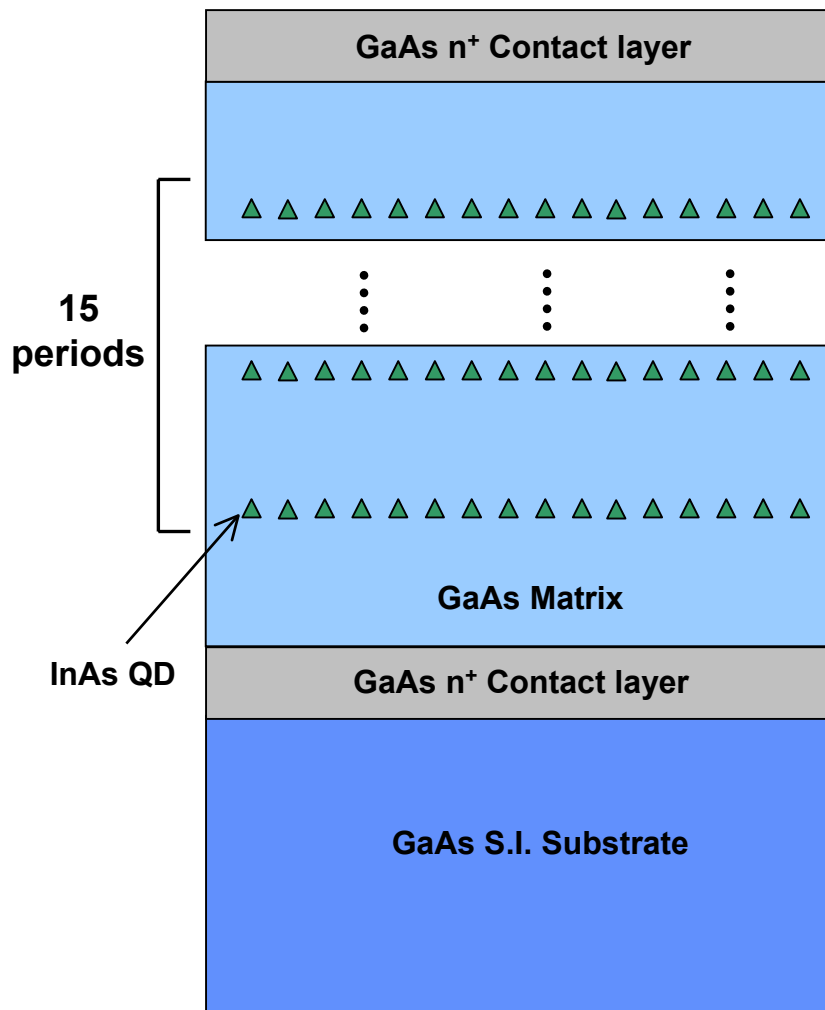 GaAs n⁺ Contact layer
15
periods
GaAs Matrix
InAs QD
GaAs n⁺ Contact layer
GaAs S.I. Substrate